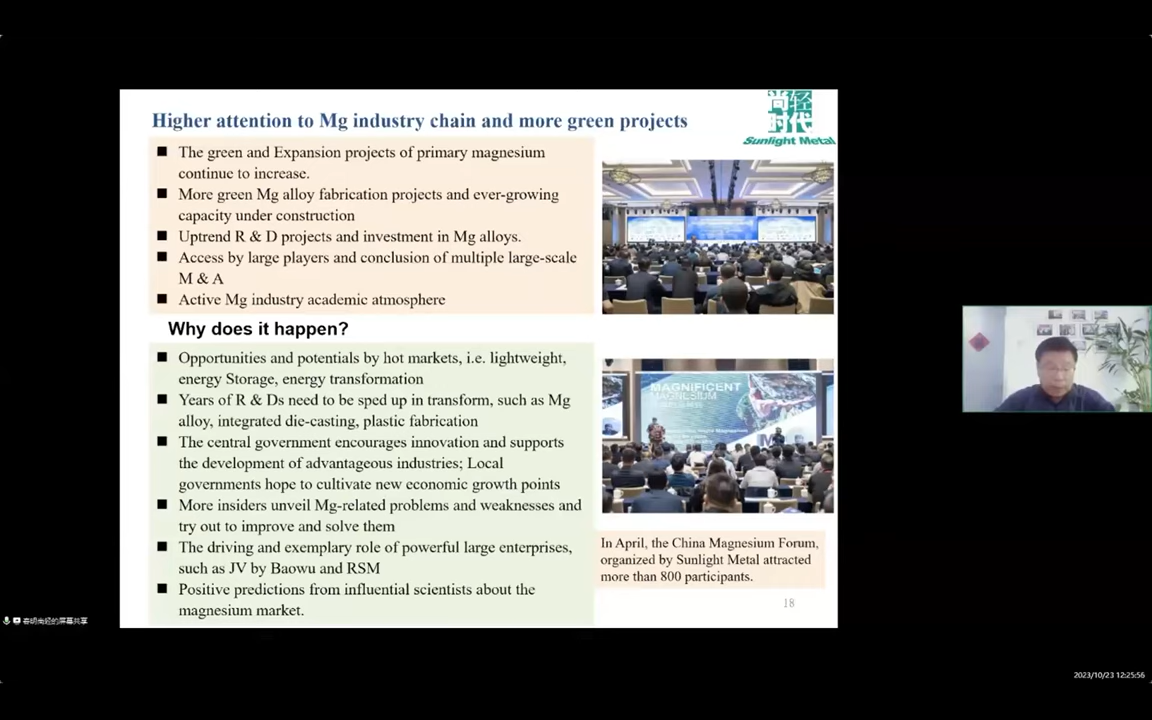 Higher attention to Mg industry chain and more green projects
尚轻
时代
Sunlight Metal
■ The green and Expansion projects of primary magnesium
continue to increase.
■ More green Mg alloy fabrication projects and ever-growing
capacity under construction
■ Uptrend R & D projects and investment in Mg alloys.
■ Access by large players and conclusion of multiple large-scale
M & A
■ Active Mg industry academic atmosphere
Why does it happen?
■ Opportunities and potentials by hot markets, i.e. lightweight,
energy Storage, energy transformation
■ Years of R & Ds need to be sped up in transform, such as Mg
alloy, integrated die-casting, plastic fabrication
■ The central government encourages innovation and supports
the development of advantageous industries; Local
governments hope to cultivate new economic growth points
■ More insiders unveil Mg-related problems and weaknesses and
try out to improve and solve them
■ The driving and exemplary role of powerful large enterprises,
such as JV by Baowu and RSM
■ Positive predictions from influential scientists about the
magnesium market.
MAGNIFICENT
MAGNESIUM
In April, the China Magnesium Forum,
organized by Sunlight Metal attracted
more than 800 participants.
18
的屏幕共享
2023/10/23 12:25:56